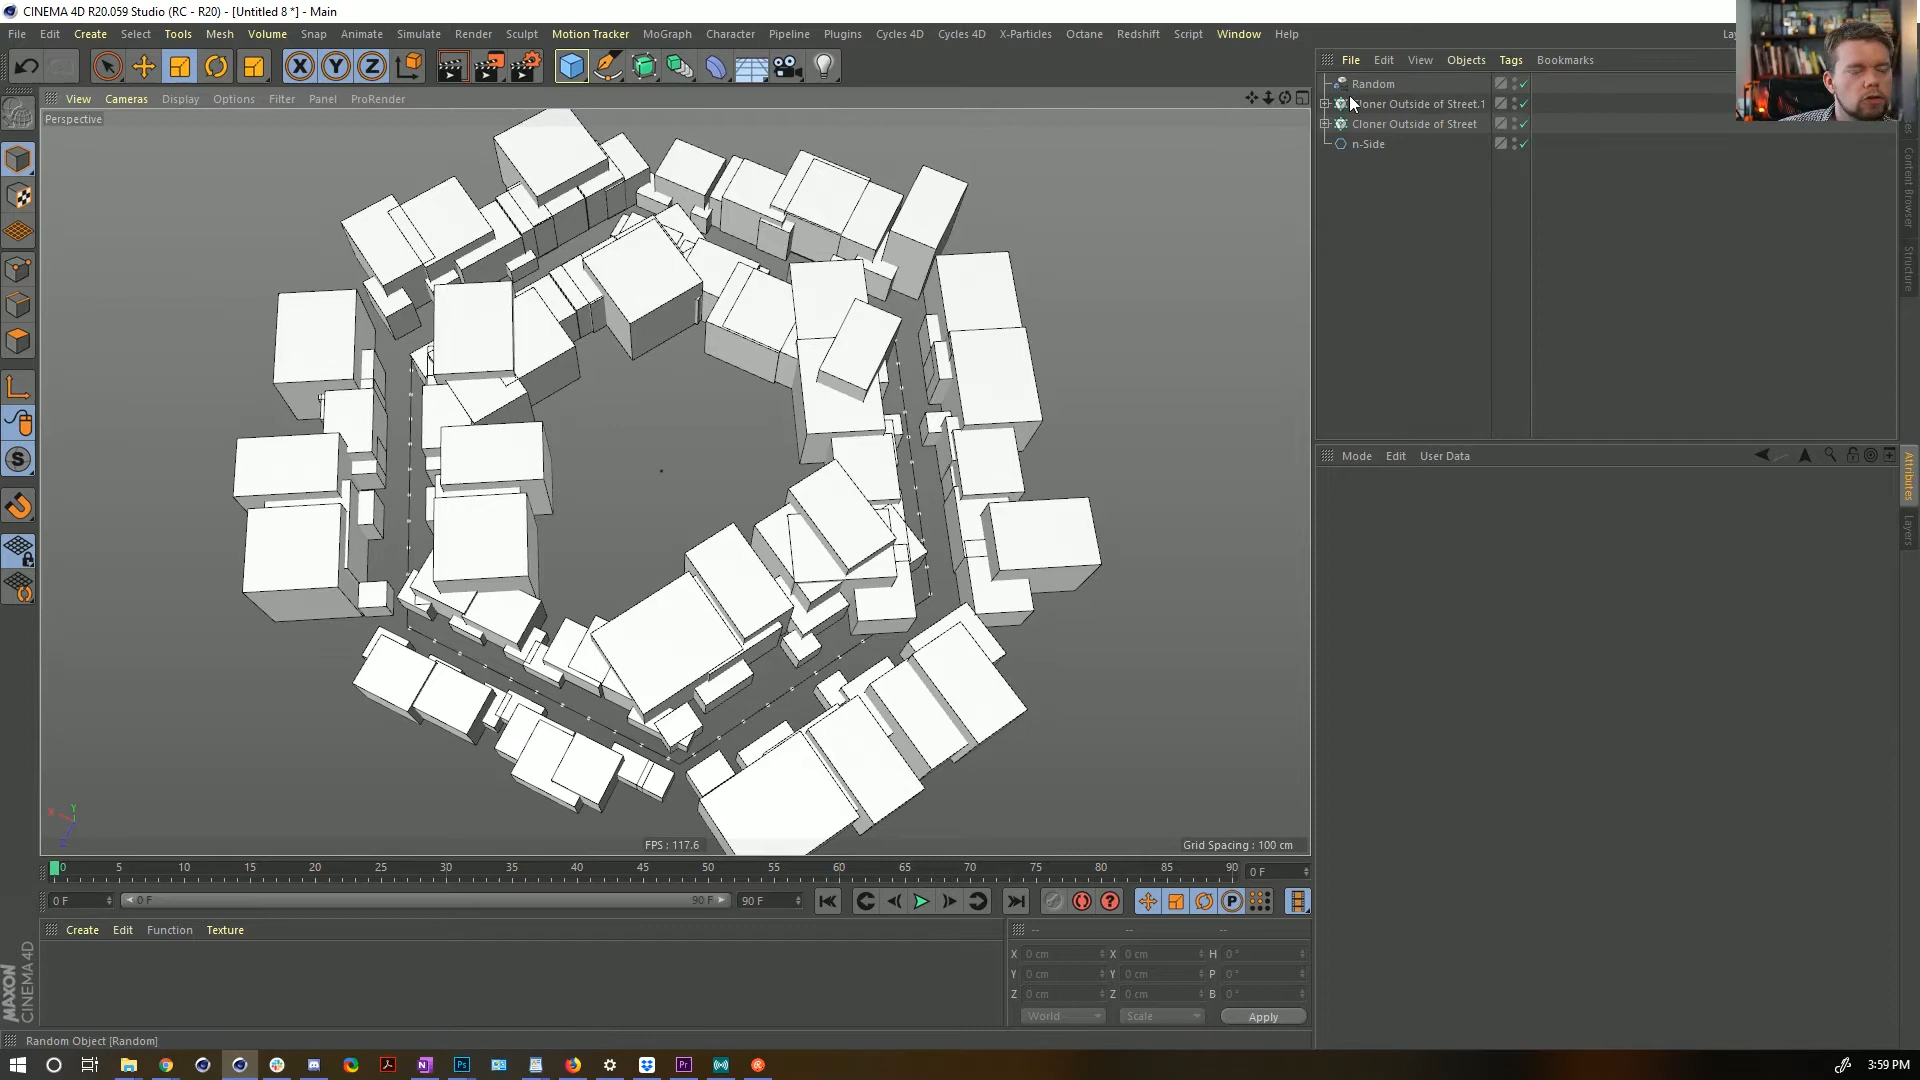 CINEMA 4D R20.059 Studio (RC - R20) - [Untitled 8 *] - Main
File Edit Create Select Tools Mesh Volume Snap Animate Simulate Render Sculpt Motion Tracker MoGraph Character Pipeline Plugins Cycles 4D Cycles 4D X-Particles Octane Redshift Script Window Help
File Edit View Objects Tags Bookmarks
View Cameras Display Options Filter Panel ProRender
Perspective
Random
Cloner Outside of Street.1
Cloner Outside of Street
n-Side
Content Browser
Structure
Mode Edit User Data
Attributes
Layers
X Y Z
FPS : 117.6
Grid Spacing : 100 cm
0 5 10 15 20 25 30 35 40 45 50 55 60 65 70 75 80 85 90 0 F
0 F 0 F 90 F 90 F
Create Edit Function Texture
-- -- --
X 0 cm X 0 cm H 0 °
Y 0 cm Y 0 cm P 0 °
Z 0 cm Z 0 cm B 0 °
World Scale Apply
MAXON CINEMA 4D
Random Object [Random]
3:59 PM